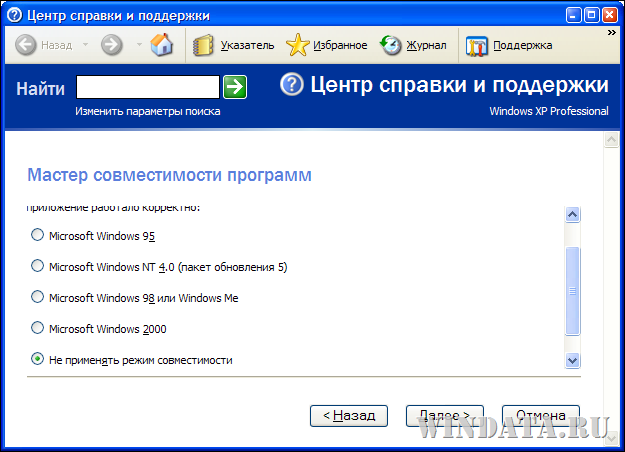 Центр справки и поддержки
Назад Указатель Избранное Журнал Поддержка »
Найти
Изменить параметры поиска
Центр справки и поддержки
Windows XP Professional
Мастер совместимости программ
приложение работало корректно:
Microsoft Windows 95
Microsoft Windows NT 4.0 (пакет обновления 5)
Microsoft Windows 98 или Windows Me
Microsoft Windows 2000
Не применять режим совместимости
< Назад Далее > Отмена
WINDATA.RU